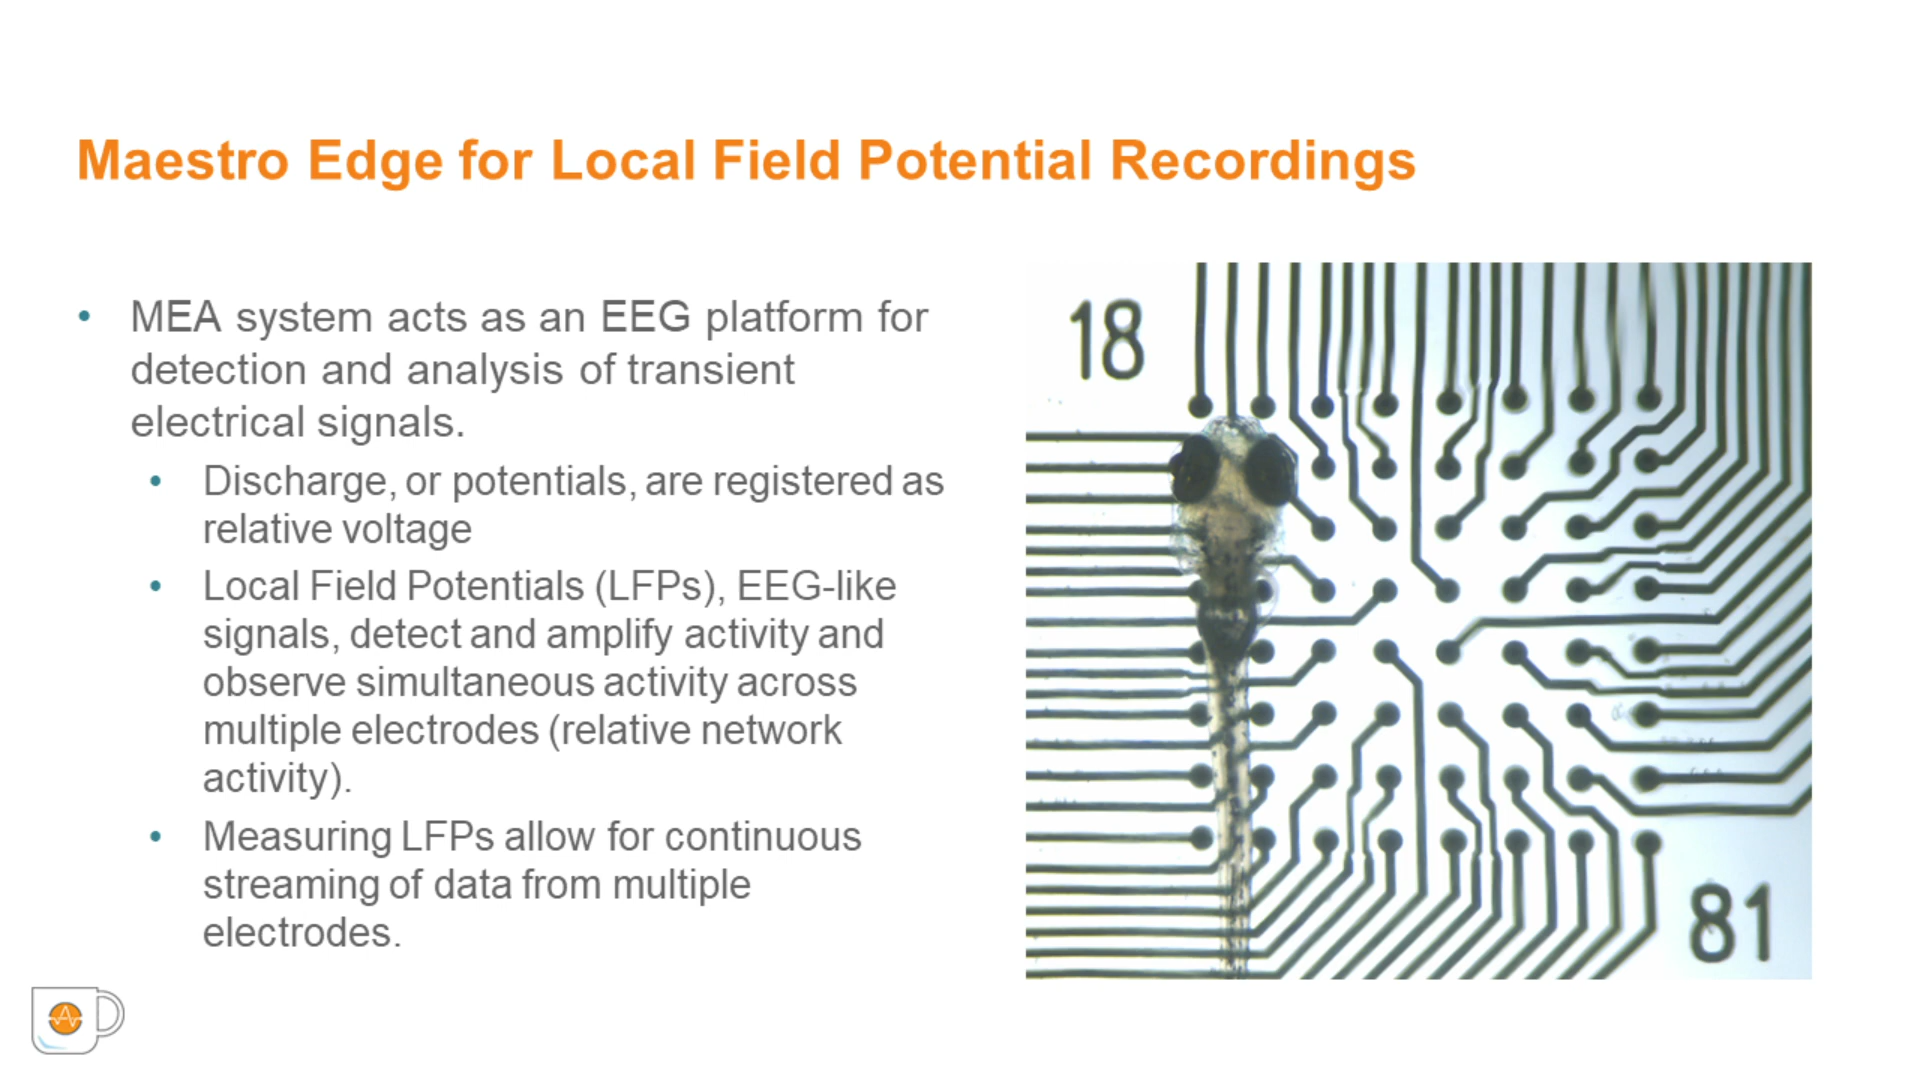 Maestro Edge for Local Field Potential Recordings
• MEA system acts as an EEG platform for
detection and analysis of transient
electrical signals.
• Discharge, or potentials, are registered as
relative voltage
• Local Field Potentials (LFPs), EEG-like
signals, detect and amplify activity and
observe simultaneous activity across
multiple electrodes (relative network
activity).
• Measuring LFPs allow for continuous
streaming of data from multiple
electrodes.
18
81